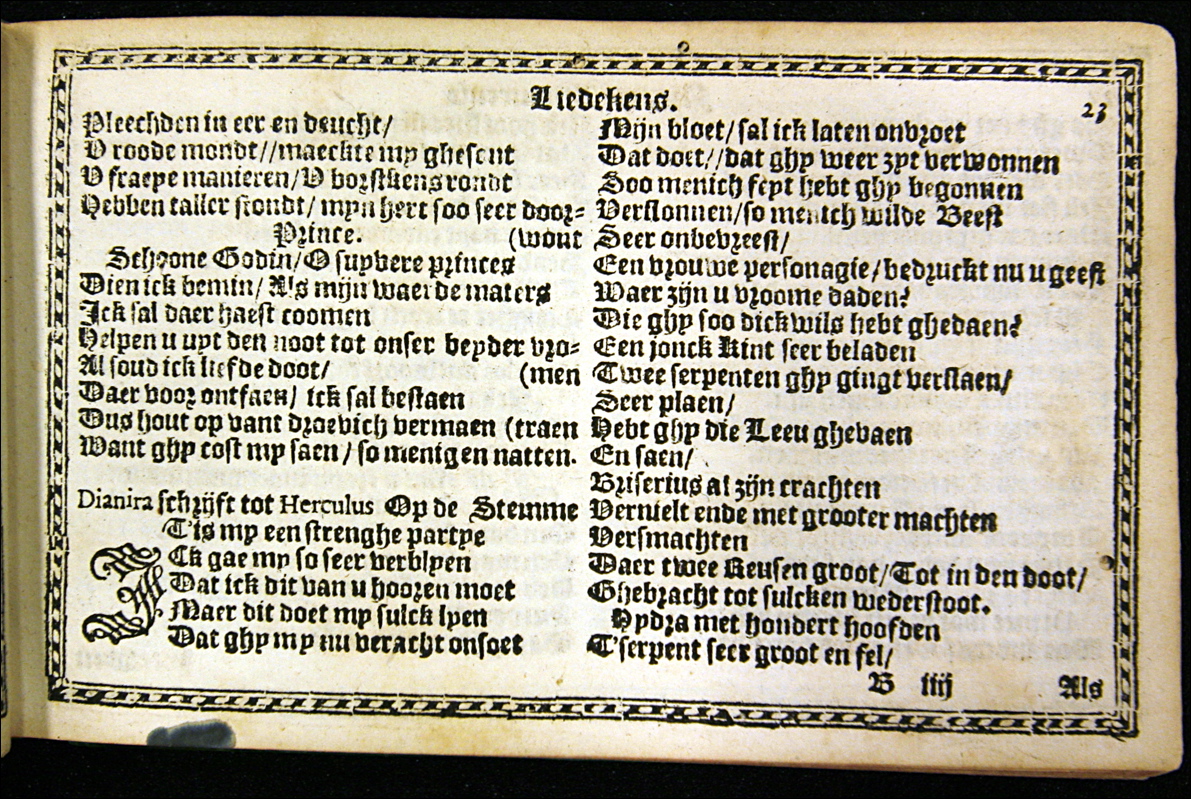 Liedekens.
23
Pleechden in eer en deucht/
V roode mondt//maeckte my ghesont
V fraepe manieren/V borstkens rondt
Hebben taller stondt/ myn hert soo seer door-
(wont
Prince.
Schoone Godin/O suyvere princes
Dien ick bemin/ Als mijn waerde maters
Ick sal daer haest coomen
Helpen u uyt den noot tot onser beyder vro-
(men
Al soud ick liefde doot/
Daer voor ontfaen/ ick sal bestaen
Dus hout op vant droevich vermaen (traen
Want ghy cost my saen/ so menigen natten.
Dianira schrijft tot Herculus Op de Stemme
T'is my een strenghe partye
ICk gae my so seer verblyen
Dat ick dit van u hooren moet
Maer dit doet my sulck lyen
Dat ghy my nu veracht onsoet
Mijn bloet/sal ick laten onvroet
Dat doet//dat ghy weer zyt verwonnen
Soo menich feyt hebt ghy begonnen
Verslonnen/so menich wilde Beest
Seer onbevreest/
Een vrouwe personagie/bedruckt nu u geest
Waer zijn u vroome daden?
Die ghy soo dickwils hebt ghedaen?
Een jonck Kint seer beladen
Twee serpenten ghy gingt verslaen/
Seer plaen/
Hebt ghy die Leeu ghevaen
En saen/
Briserius al zijn crachten
Vernielt ende met grooter machten
Versmachten
Daer twee Reusen groot/Tot in den doot/
Ghebracht tot sulcken wederstoot.
Hydra met hondert hoofden
T'serpent seer groot en fel/
B iiij
Als